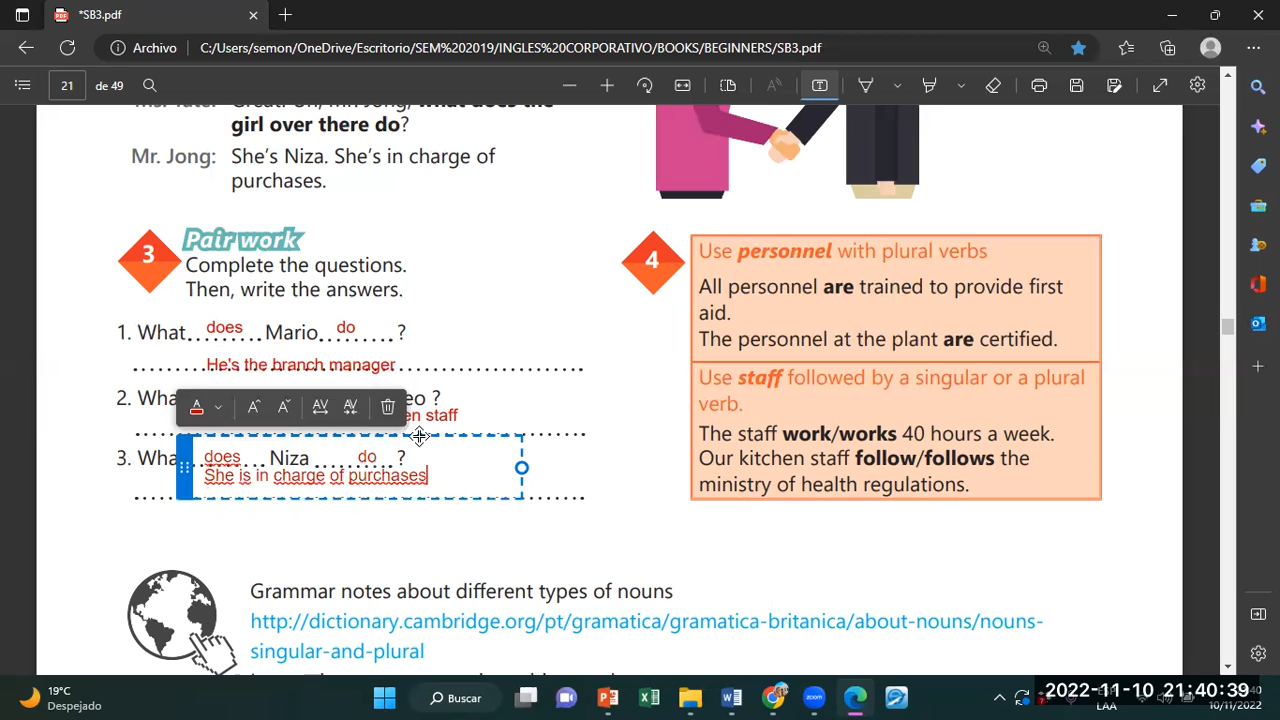 *SB3.pdf
Archivo
C:/Users/semon/OneDrive/Escritorio/SEM%202019/INGLES%20CORPORATIVO/BOOKS/BEGINNERS/SB3.pdf
21 de 49
girl over there do?
Mr. Jong: She's Niza. She's in charge of
purchases.
3 Pair work
Complete the questions.
Then, write the answers.
1. What does Mario do ?
He's the branch manager
2. Wha eo ?
en staff
3. Wha does Niza do ?
She is in charge of purchases
4
Use personnel with plural verbs
All personnel are trained to provide first
aid.
The personnel at the plant are certified.
Use staff followed by a singular or a plural
verb.
The staff work/works 40 hours a week.
Our kitchen staff follow/follows the
ministry of health regulations.
Grammar notes about different types of nouns
http://dictionary.cambridge.org/pt/gramatica/gramatica-britanica/about-nouns/nouns-
singular-and-plural
19°C
Despejado
Buscar
LAA
2022-11-10 21:40:39
10/11/2022